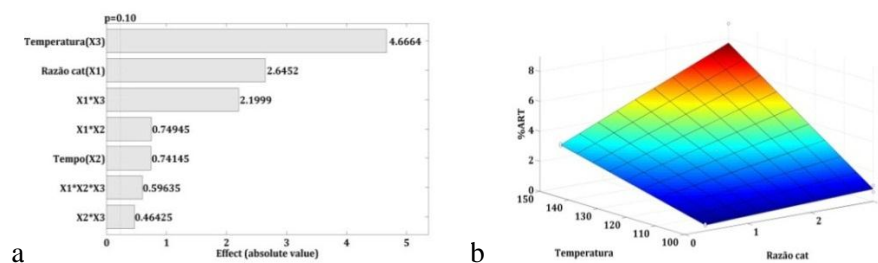 p=0.10
Temperatura(X3) 4.6664
Razão cat(X1) 2.6452
X1*X3 2.1999
X1*X2 0.74945
Tempo(X2) 0.74145
X1*X2*X3 0.59635
X2*X3 0.46425
0 1 2 3 4 5
Effect (absolute value)
a
8
6
4
2
0
%ART
150 140 130 120 110 100
Temperatura
0 1 2
Razão cat
b